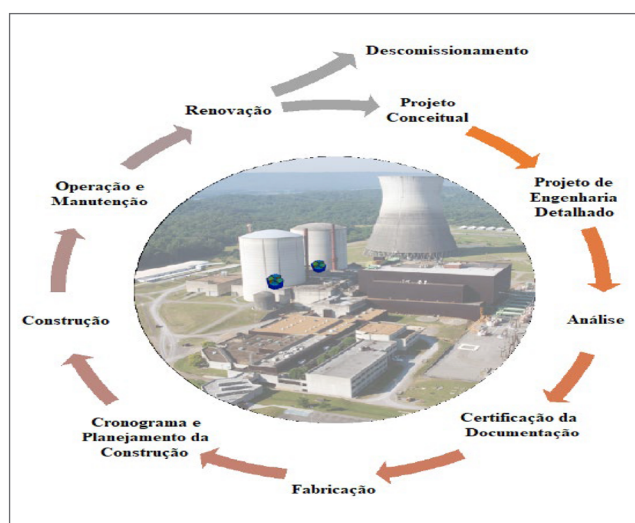 Descomissionamento
Renovação
Projeto
Conceitual
Projeto de
Engenharia
Detalhado
Análise
Certificação da
Documentação
Fabricação
Cronograma e
Planejamento da
Construção
Construção
Operação e
Manutenção